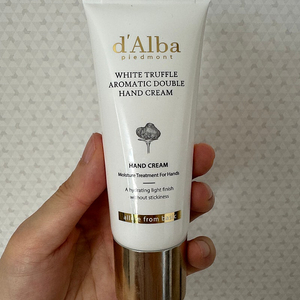 d'Alba
piedmont
WHITE TRUFFLE
AROMATIC DOUBLE
HAND CREAM
HAND CREAM
Moisture Treatment For Hands
A hydrating light finish
without stickiness
from